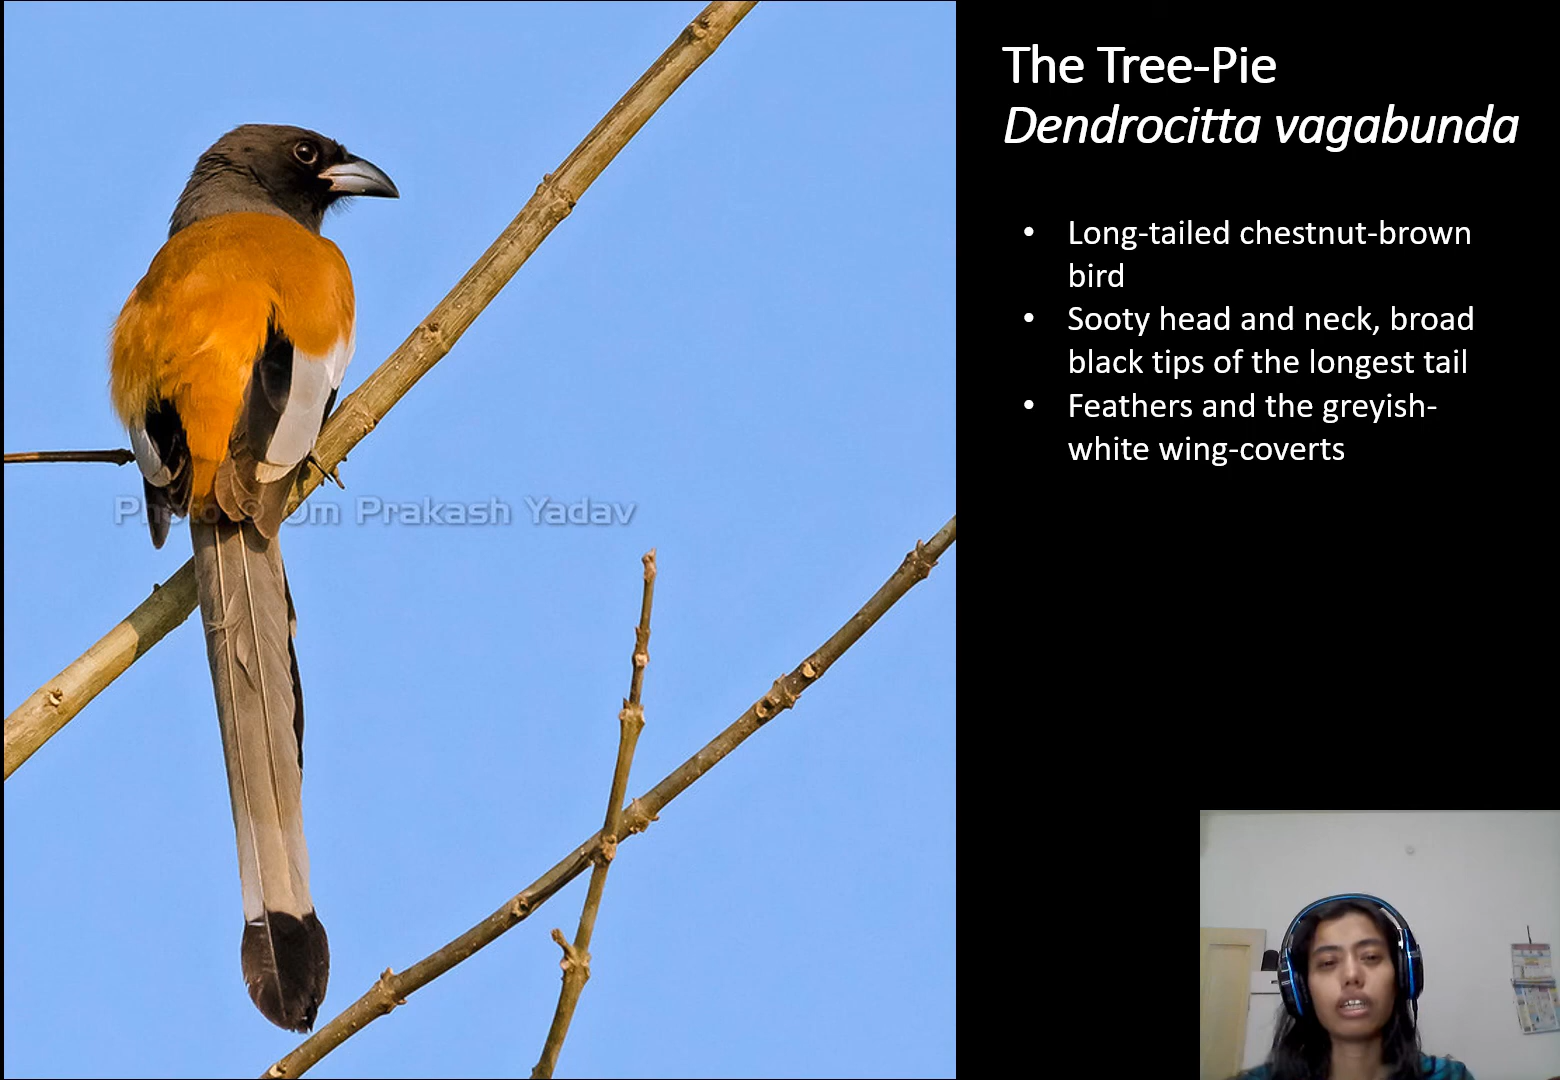 The Tree-Pie
Dendrocitta vagabunda
• Long-tailed chestnut-brown
bird
• Sooty head and neck, broad
black tips of the longest tail
• Feathers and the greyish-
white wing-coverts
Photo © Om Prakash Yadav